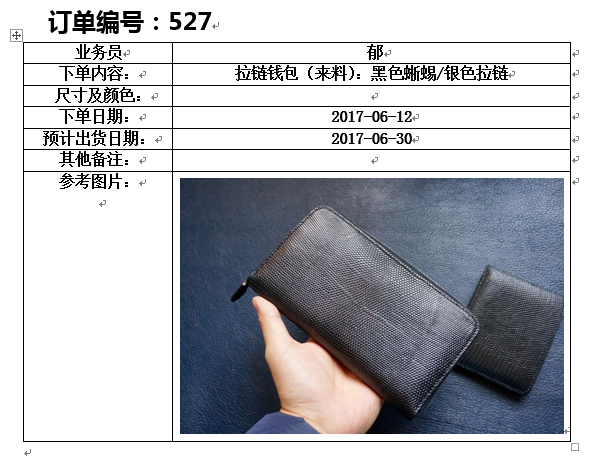 订单编号：527
业务员 郁
下单内容： 拉链钱包（来料）：黑色蜥蜴/银色拉链
尺寸及颜色：
下单日期： 2017-06-12
预计出货日期： 2017-06-30
其他备注：
参考图片：